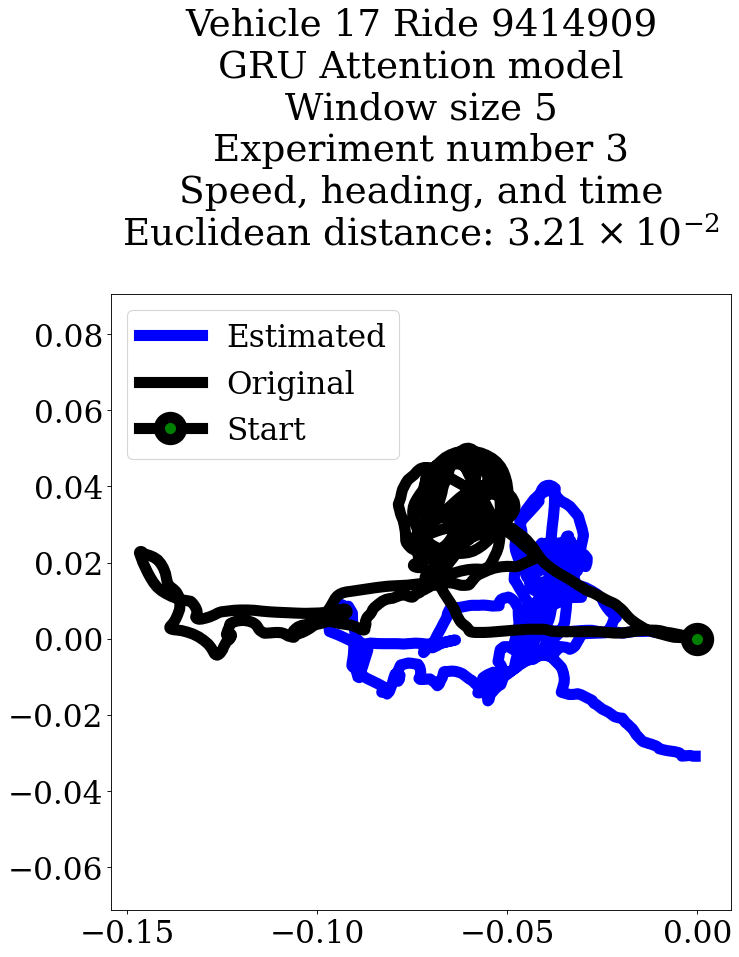 Vehicle 17 Ride 9414909
GRU Attention model
Window size 5
Experiment number 3
Speed, heading, and time
Euclidean distance: 3.21 × 10⁻²
Estimated
Original
Start
0.08
0.06
0.04
0.02
0.00
−0.02
−0.04
−0.06
−0.15
−0.10
−0.05
0.00